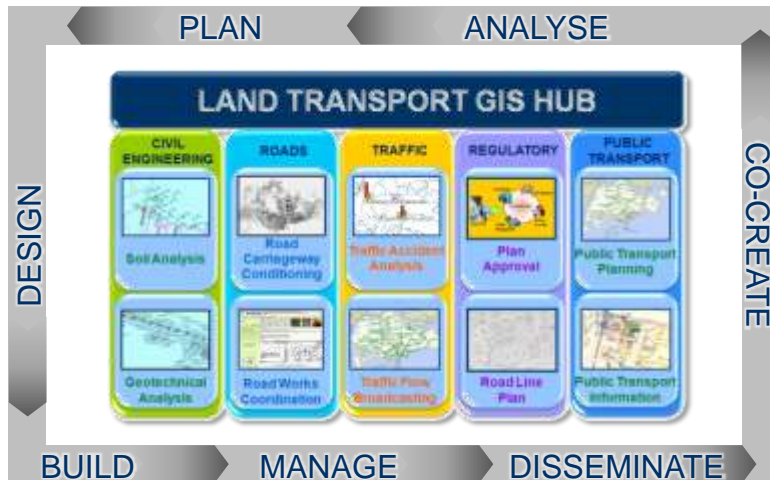 PLAN
ANALYSE
LAND TRANSPORT GIS HUB
CIVIL
ENGINEERING
ROADS
TRAFFIC
REGULATORY
PUBLIC
TRANSPORT
Soil Analysis
Road
Carriageway
Conditioning
Traffic Accident
Analysis
Plan
Approval
Public Transport
Planning
Geotechnical
Analysis
Road Works
Coordination
Traffic Flow
Broadcasting
Road Line
Plan
Public Transport
Information
DESIGN
CO-CREATE
BUILD
MANAGE
DISSEMINATE